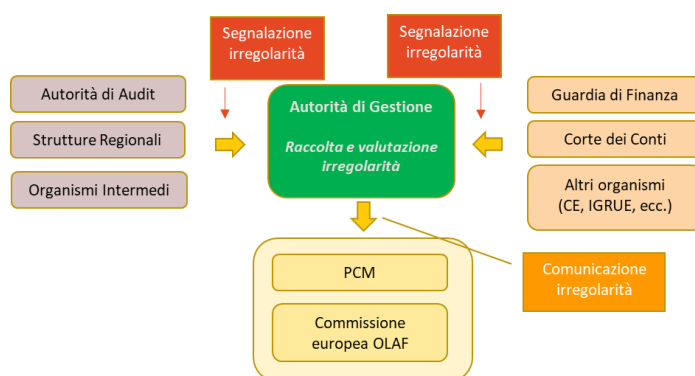 Segnalazione
irregolarità
Segnalazione
irregolarità
Autorità di Audit
Strutture Regionali
Organismi Intermedi
Autorità di Gestione
Raccolta e valutazione
irregolarità
Guardia di Finanza
Corte dei Conti
Altri organismi
(CE, IGRUE, ecc.)
PCM
Commissione
europea OLAF
Comunicazione
irregolarità